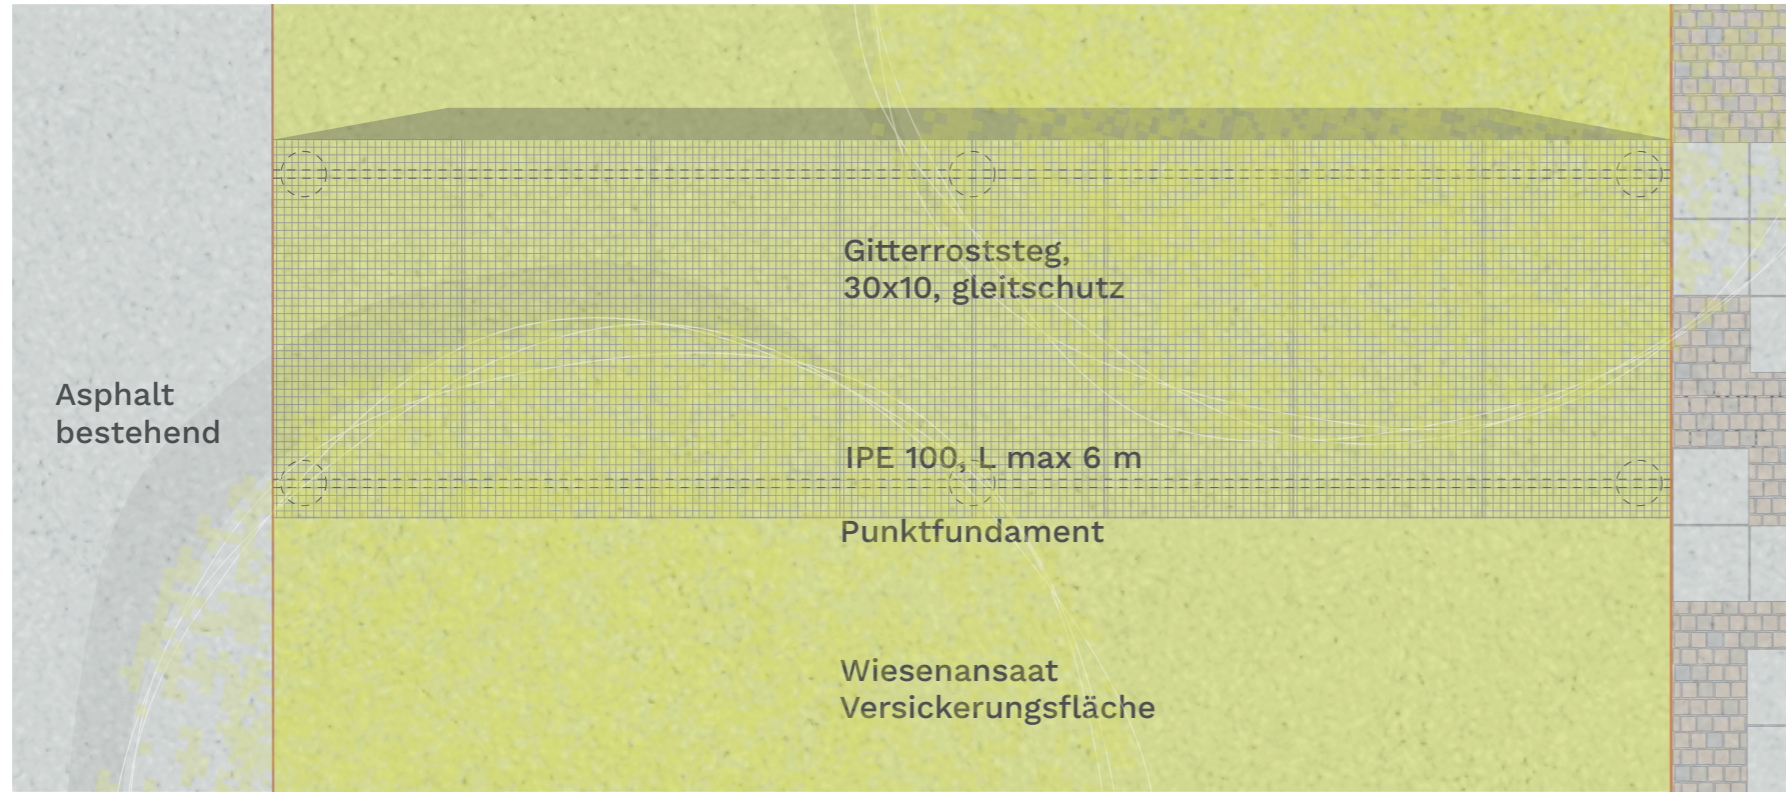 Gitterroststeg,
30x10, gleitschutz
Asphalt
bestehend
IPE 100, L max 6 m
Punktfundament
Wiesenansaat
Versickerungsfläche